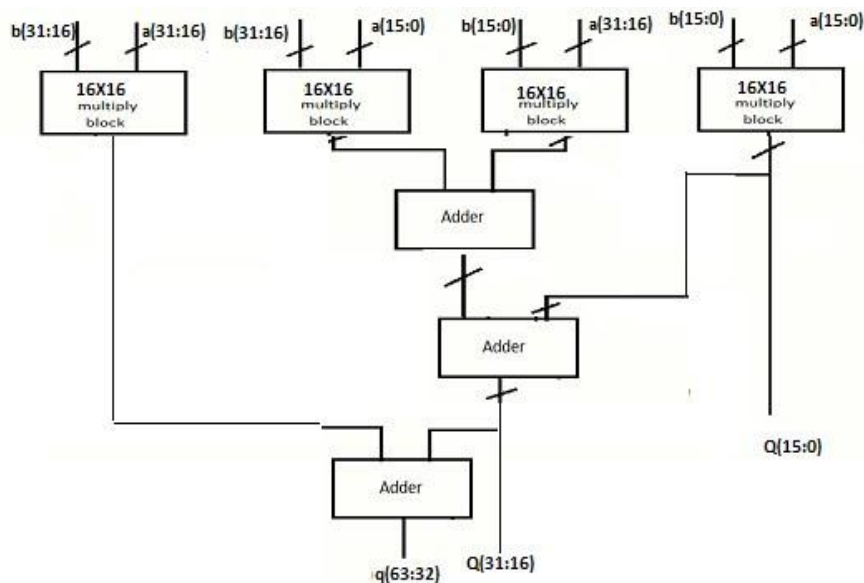 b(31:16) a(31:16) b(31:16) a(15:0) b(15:0) a(31:16) b(15:0) a(15:0)
16X16
multiply
block
16X16
multiply
block
16X16
multiply
block
16X16
multiply
block
Adder
Adder
Q(15:0)
Adder
q(63:32) Q(31:16)